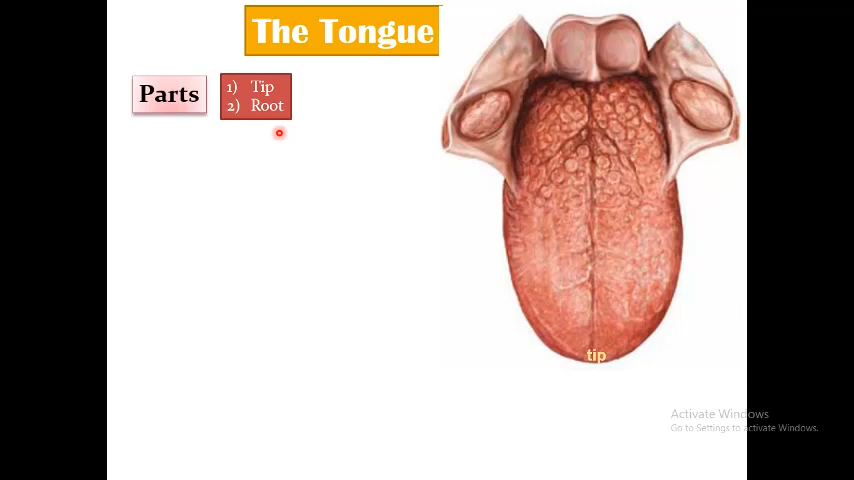 The Tongue
Parts
1) Tip
2) Root
tip
Activate Windows
Go to Settings to activate Windows.